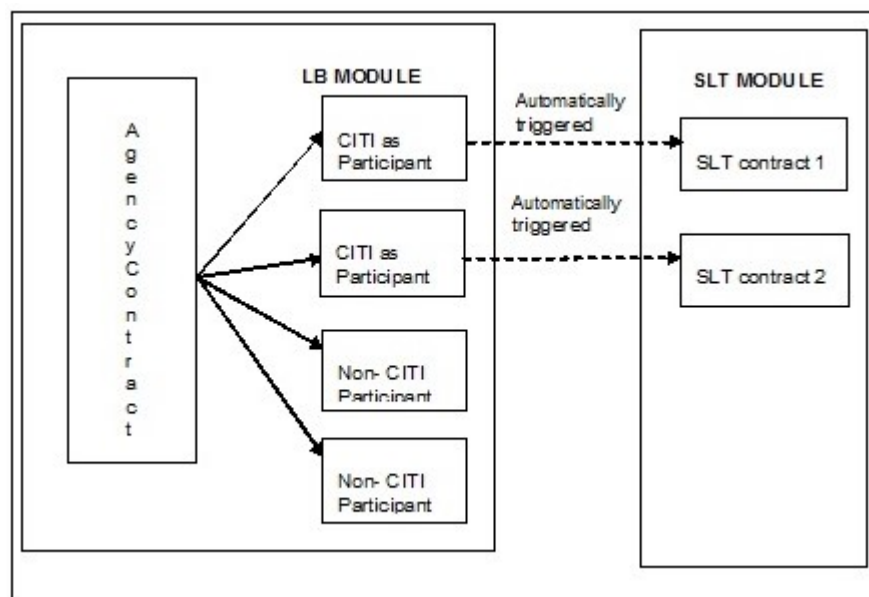 LB MODULE
SLT MODULE
AgencyContract
CITI as
Participant
CITI as
Participant
Non- CITI
Participant
Non- CITI
Participant
Automatically
triggered
Automatically
triggered
SLT contract 1
SLT contract 2